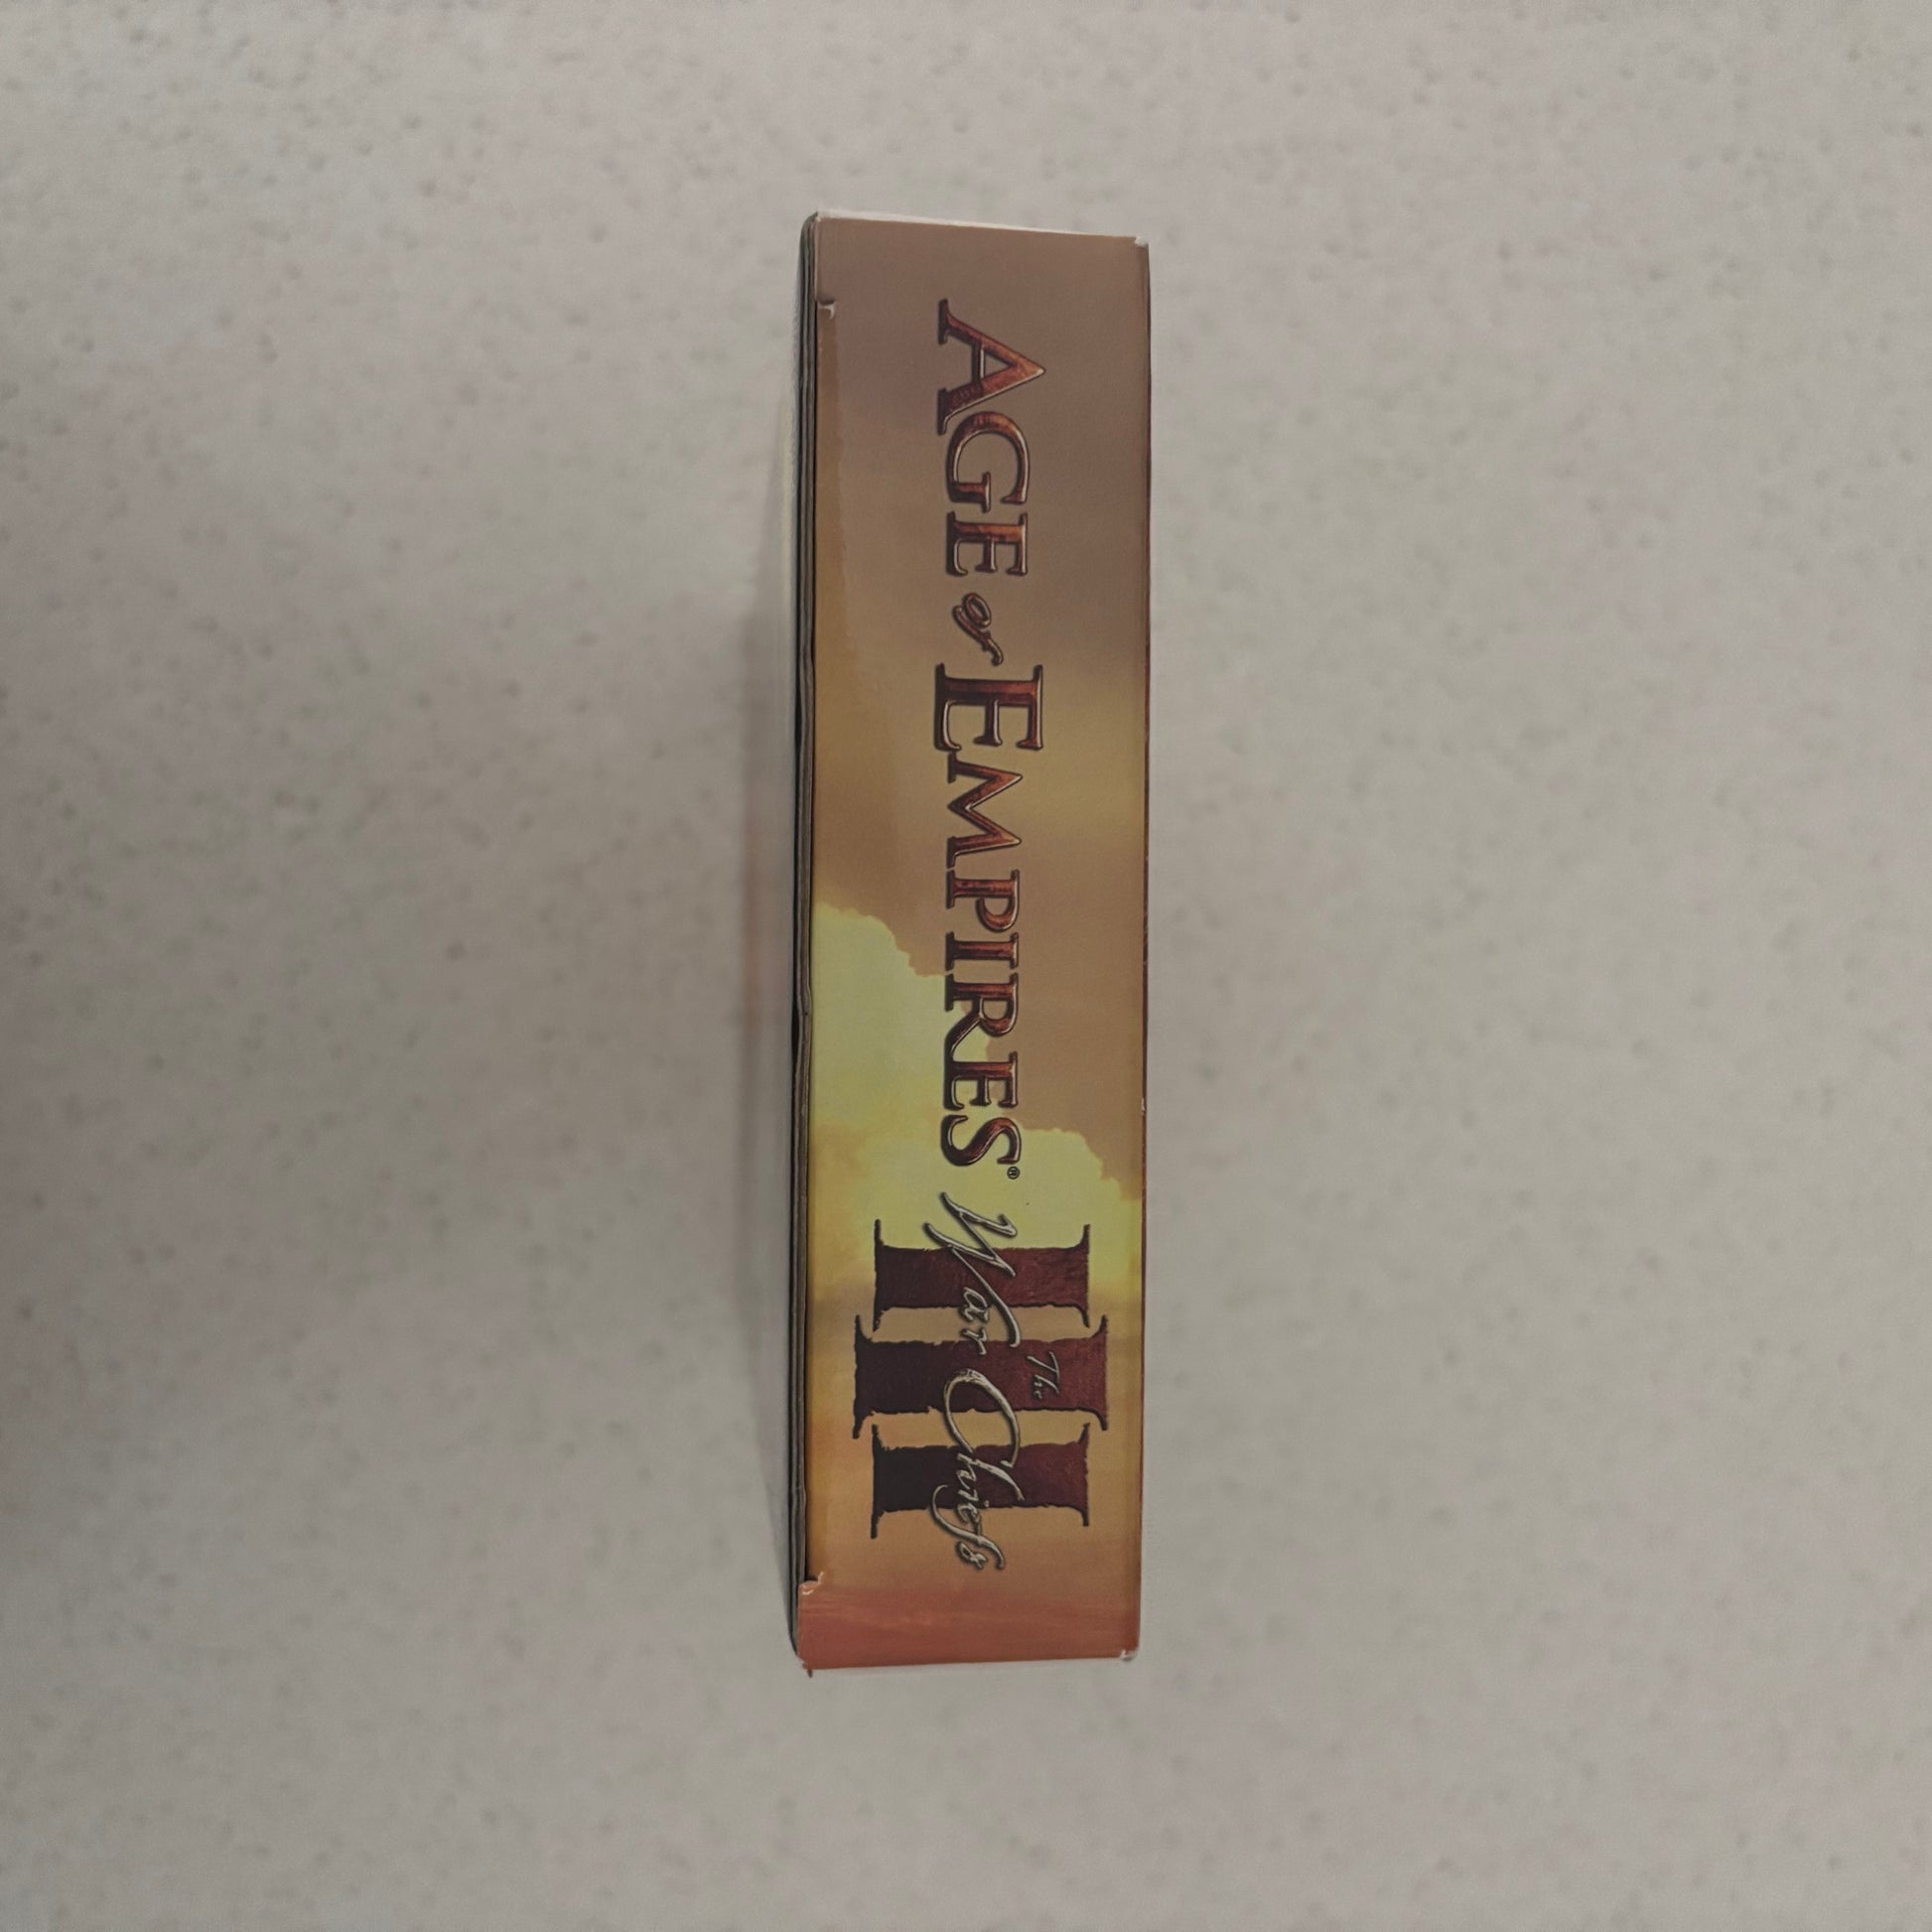 AGE of EMPIRES®
III
The
War Chiefs